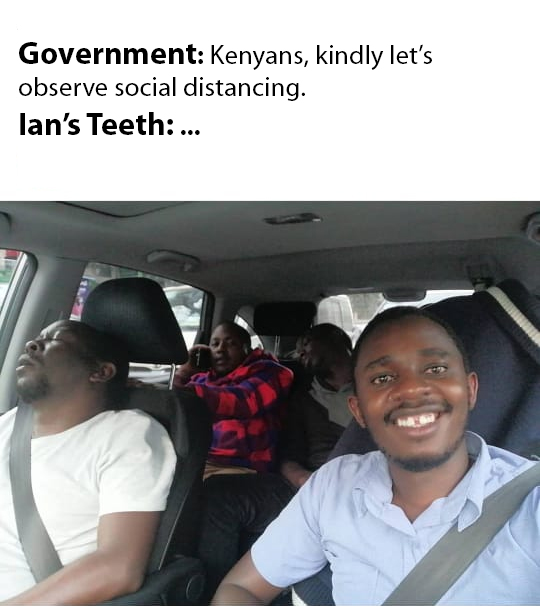 Government: Kenyans, kindly let’s
observe social distancing.
Ian’s Teeth: ...